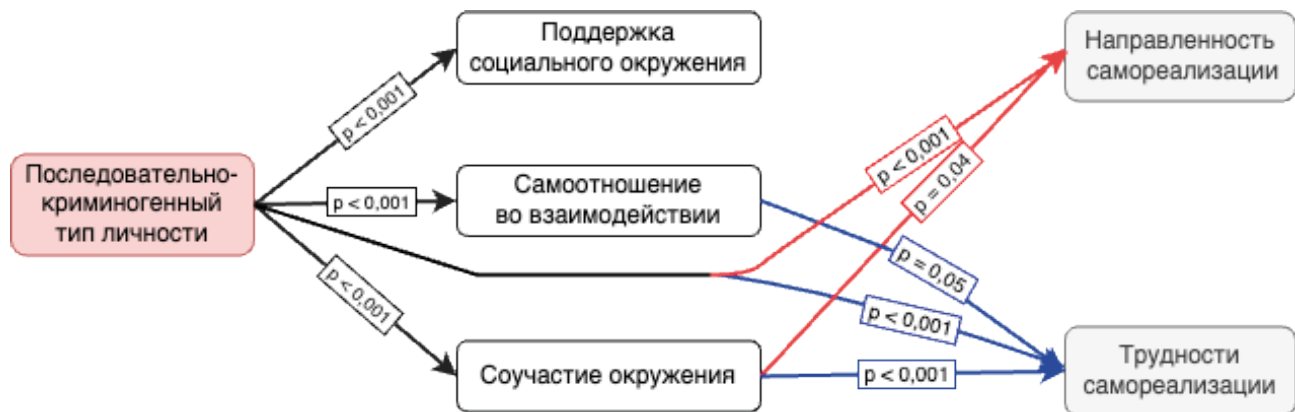 Поддержка
социального окружения
Направленность
самореализации
p < 0,001
p < 0,001
p = 0,04
Последовательно-
криминогенный
тип личности
p < 0,001
Самоотношение
во взаимодействии
p = 0,05
p < 0,001
p < 0,001
Соучастие окружения
p < 0,001
Трудности
самореализации